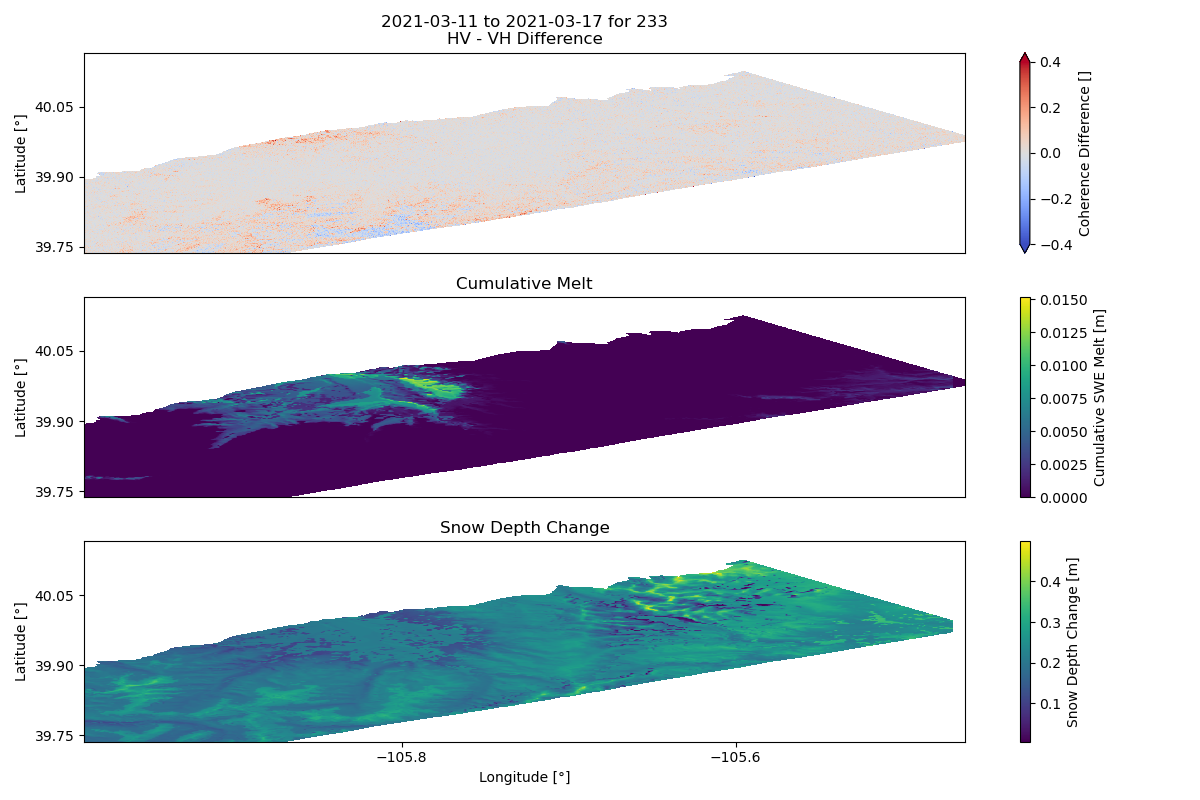 2021-03-11 to 2021-03-17 for 233
HV - VH Difference
40.05
39.90
39.75
Latitude [°]
0.4
0.2
0.0
−0.2
−0.4
Coherence Difference []
Cumulative Melt
40.05
39.90
39.75
Latitude [°]
0.0150
0.0125
0.0100
0.0075
0.0050
0.0025
0.0000
Cumulative SWE Melt [m]
Snow Depth Change
40.05
39.90
39.75
Latitude [°]
−105.8
−105.6
Longitude [°]
0.4
0.3
0.2
0.1
Snow Depth Change [m]